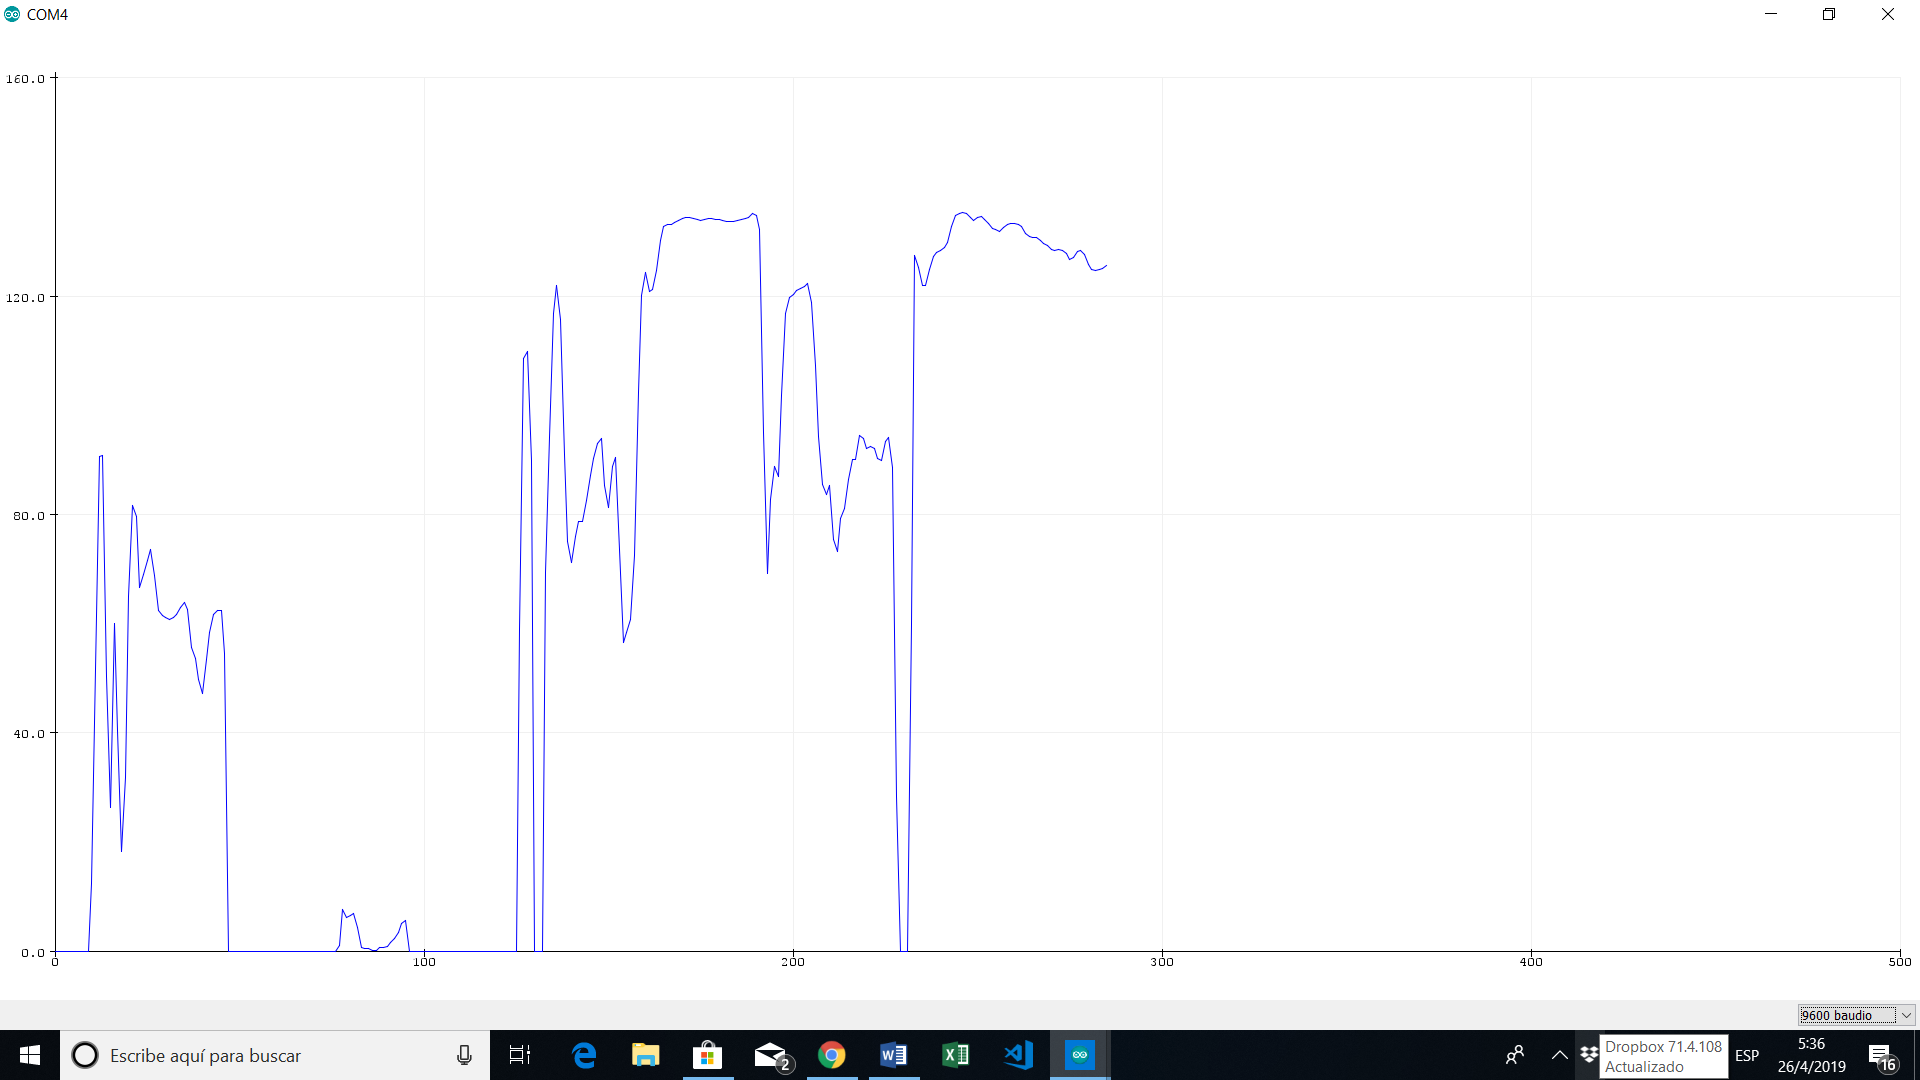 COM4
160.0
120.0
80.0
40.0
0.0
0 100 200 300 400 500
9600 baudio
Escribe aquí para buscar
2
W
X
Dropbox 71.4.108
Actualizado
ESP
5:36
26/4/2019
16